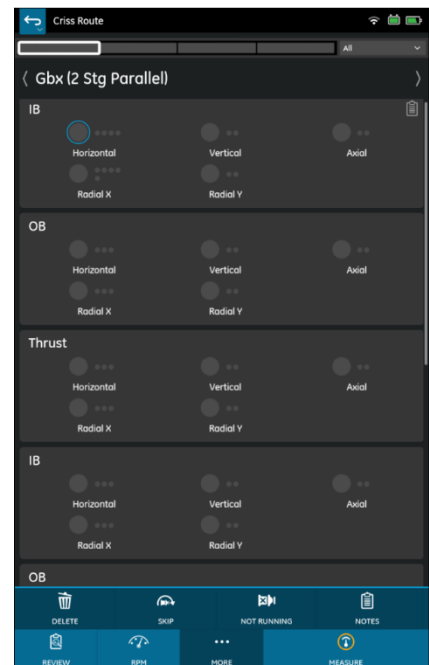 Criss Route
All
Gbx (2 Stg Parallel)
IB
Horizontal Vertical Axial
Radial X Radial Y
OB
Horizontal Vertical Axial
Radial X Radial Y
Thrust
Horizontal Vertical Axial
Radial X Radial Y
IB
Horizontal Vertical Axial
Radial X Radial Y
OB
DELETE SKIP NOT RUNNING NOTES
REVIEW RPM MORE MEASURE